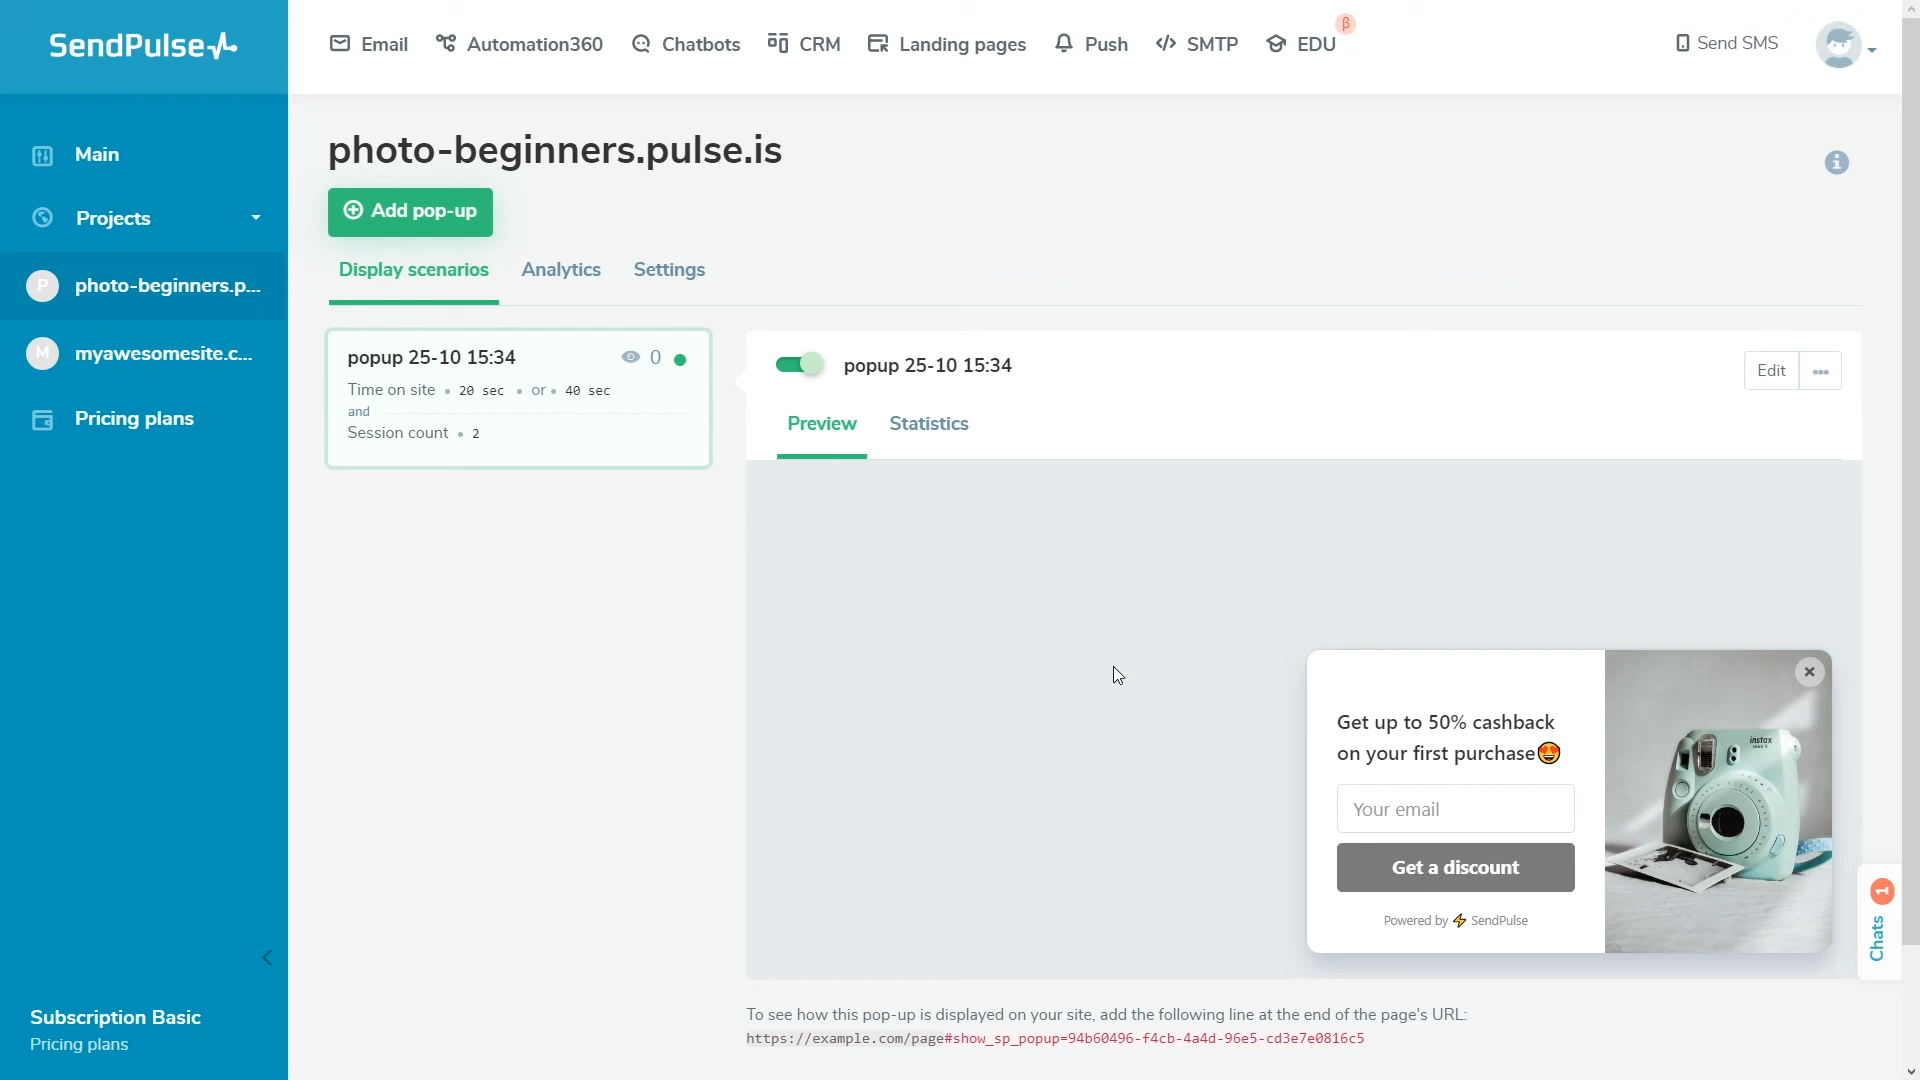 SendPulse
Email
Automation360
Chatbots
CRM
Landing pages
Push
SMTP
EDU
β
Send SMS
Main
Projects
P
photo-beginners.p...
M
myawesomesite.c...
Pricing plans
Subscription Basic
Pricing plans
photo-beginners.pulse.is
Add pop-up
Display scenarios
Analytics
Settings
popup 25-10 15:34
0
Time on site • 20 sec • or • 40 sec
and
Session count • 2
popup 25-10 15:34
Edit
Preview
Statistics
Get up to 50% cashback
on your first purchase😍
Your email
Get a discount
Powered by ⚡ SendPulse
instax
mini 9
Chats 1
To see how this pop-up is displayed on your site, add the following line at the end of the page's URL:
https://example.com/page#show_sp_popup=94b60496-f4cb-4a4d-96e5-cd3e7e0816c5